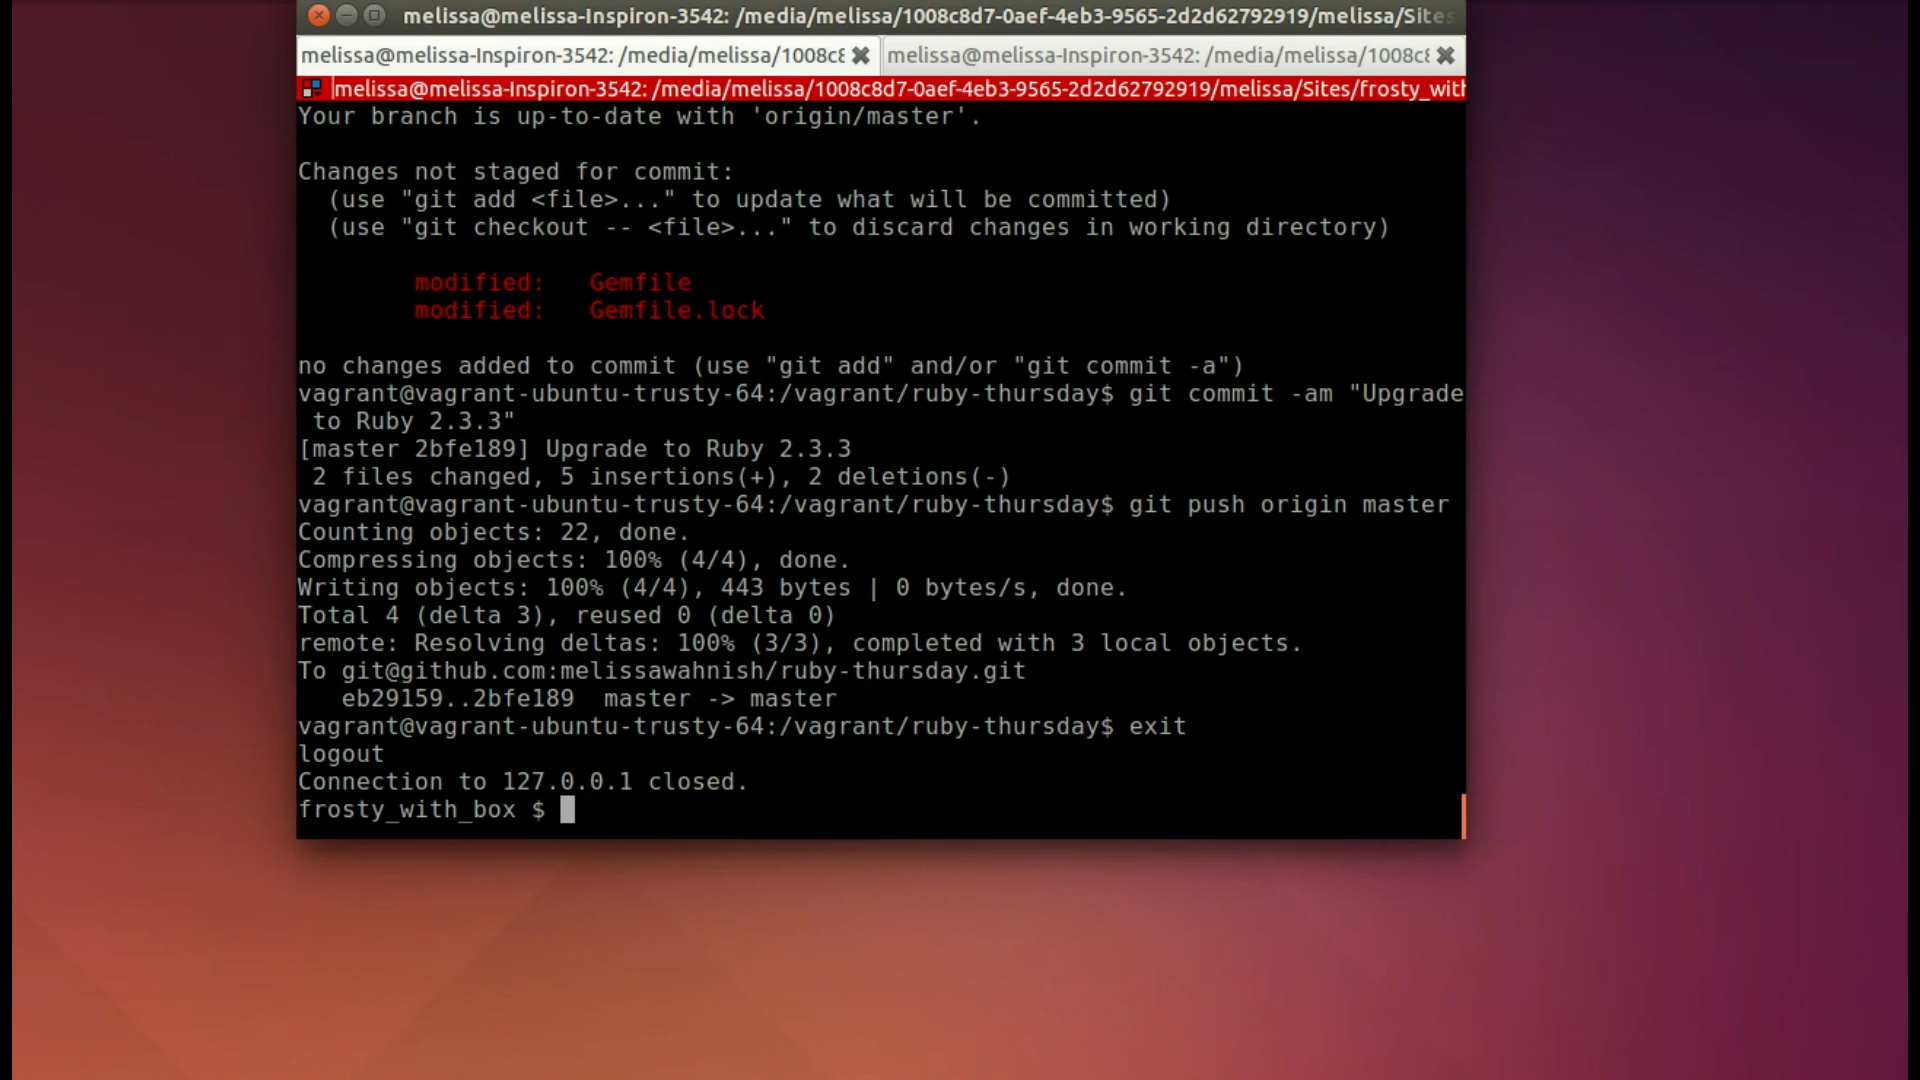 melissa@melissa-Inspiron-3542: /media/melissa/1008c8d7-0aef-4eb3-9565-2d2d62792919/melissa/Sites
melissa@melissa-Inspiron-3542: /media/melissa/1008c8 melissa@melissa-Inspiron-3542: /media/melissa/1008c8
melissa@melissa-Inspiron-3542: /media/melissa/1008c8d7-0aef-4eb3-9565-2d2d62792919/melissa/Sites/frosty_with
Your branch is up-to-date with 'origin/master'.
Changes not staged for commit:
  (use "git add <file>..." to update what will be committed)
  (use "git checkout -- <file>..." to discard changes in working directory)
        modified:   Gemfile
        modified:   Gemfile.lock
no changes added to commit (use "git add" and/or "git commit -a")
vagrant@vagrant-ubuntu-trusty-64:/vagrant/ruby-thursday$ git commit -am "Upgrade
 to Ruby 2.3.3"
[master 2bfe189] Upgrade to Ruby 2.3.3
 2 files changed, 5 insertions(+), 2 deletions(-)
vagrant@vagrant-ubuntu-trusty-64:/vagrant/ruby-thursday$ git push origin master
Counting objects: 22, done.
Compressing objects: 100% (4/4), done.
Writing objects: 100% (4/4), 443 bytes | 0 bytes/s, done.
Total 4 (delta 3), reused 0 (delta 0)
remote: Resolving deltas: 100% (3/3), completed with 3 local objects.
To git@github.com:melissawahnish/ruby-thursday.git
   eb29159..2bfe189  master -> master
vagrant@vagrant-ubuntu-trusty-64:/vagrant/ruby-thursday$ exit
logout
Connection to 127.0.0.1 closed.
frosty_with_box $